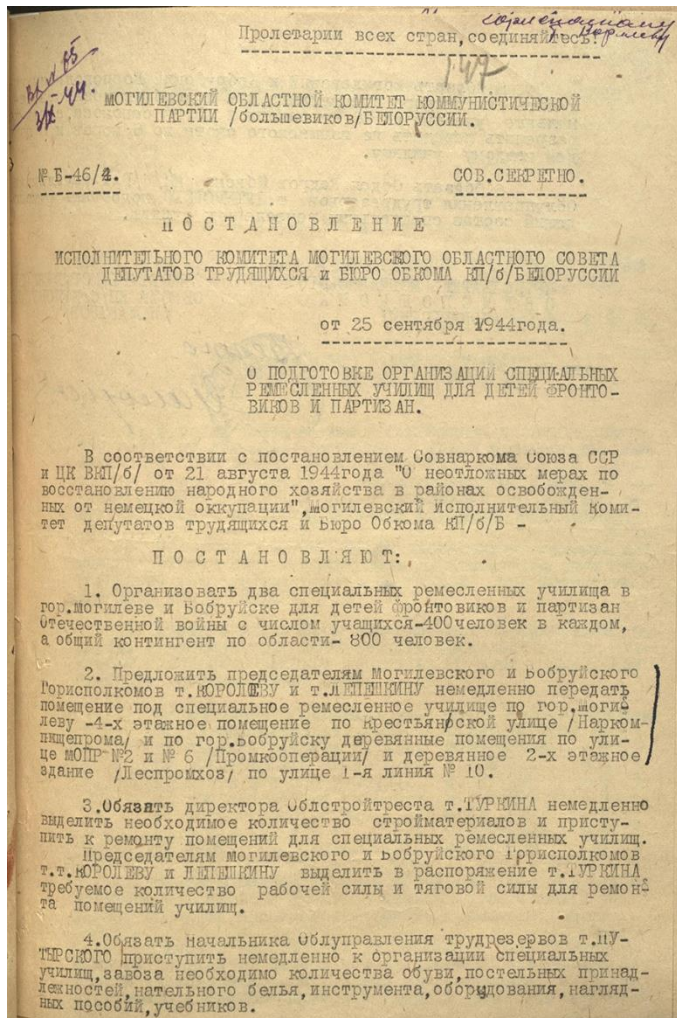 Пролетарии всех стран, соединяйтесь!
147
МОГИЛЕВСКИЙ ОБЛАСТНОЙ КОМИТЕТ КОММУНИСТИЧЕСКОЙ
ПАРТИИ /большевиков/БЕЛОРУССИИ.
№ Б-46/4. СОВ.СЕКРЕТНО.
ПОСТАНОВЛЕНИЕ
ИСПОЛНИТЕЛЬНОГО КОМИТЕТА МОГИЛЕВСКОГО ОБЛАСТНОГО СОВЕТА
ДЕПУТАТОВ ТРУДЯЩИХСЯ и БЮРО ОБКОМА КП/б/БЕЛОРУССИИ
от 25 сентября 1944года.
О ПОДГОТОВКЕ ОРГАНИЗАЦИЙ СПЕЦИАЛЬНЫХ
РЕМЕСЛЕННЫХ УЧИЛИЩ ДЛЯ ДЕТЕЙ ФРОНТО-
ВИКОВ И ПАРТИЗАН.
В соответствии с постановлением Совнаркома Союза ССР
и ЦК ВКП/б/ от 21 августа 1944года "О неотложных мерах по
восстановлению народного хозяйства в районах освобожден-
ных от немецкой оккупации", Могилевский Исполнительный Коми-
тет депутатов трудящихся и Бюро Обкома КП/б/Б -
ПОСТАНОВЛЯЮТ:
1. Организовать два специальных ремесленных училища в
гор.Могилеве и Бобруйске для детей фронтовиков и партизан
Отечественной войны с числом учащихся-400человек в каждом,
а общий контингент по области- 800 человек.
2. Предложить председателям Могилевского и Бобруйского
Горисполкомов т.КОРОЛЕВУ и т.ЛЕПЕШКИНУ немедленно передать
помещение под специальное ремесленное училище по гор.Моги-
леву -4-х этажное помещение по Крестьянской улице /Нарком-
пищепрома/ и по гор.Бобруйску деревянные помещения по ули-
це МОПР №2 и № 6 /Промкооперации/ и деревянное 2-х этажное
здание /Леспромхоз/ по улице 1-я линия № 10.
3.Обязать директора Облстройтреста т.ТУРКИНА немедленно
выделить необходимое количество стройматериалов и присту-
пить к ремонту помещений для специальных ремесленных училищ.
Председателям Могилевского и Бобруйского Горисполкомов
т.т.КОРОЛЕВУ и ЛЕПЕШКИНУ выделить в распоряжение т.ТУРКИНА
требуемое количество рабочей силы и тяговой силы для ремон-
та помещений училищ.
4.Обязать Начальника Облуправления трудрезервов т.ПУ-
ТЫРСКОГО приступить немедленно к организации специальных
училищ,завоза необходимо количества обуви,постельных принад-
лежностей,нательного белья,инструмента,оборудования,нагляд-
ных пособий,учебников.